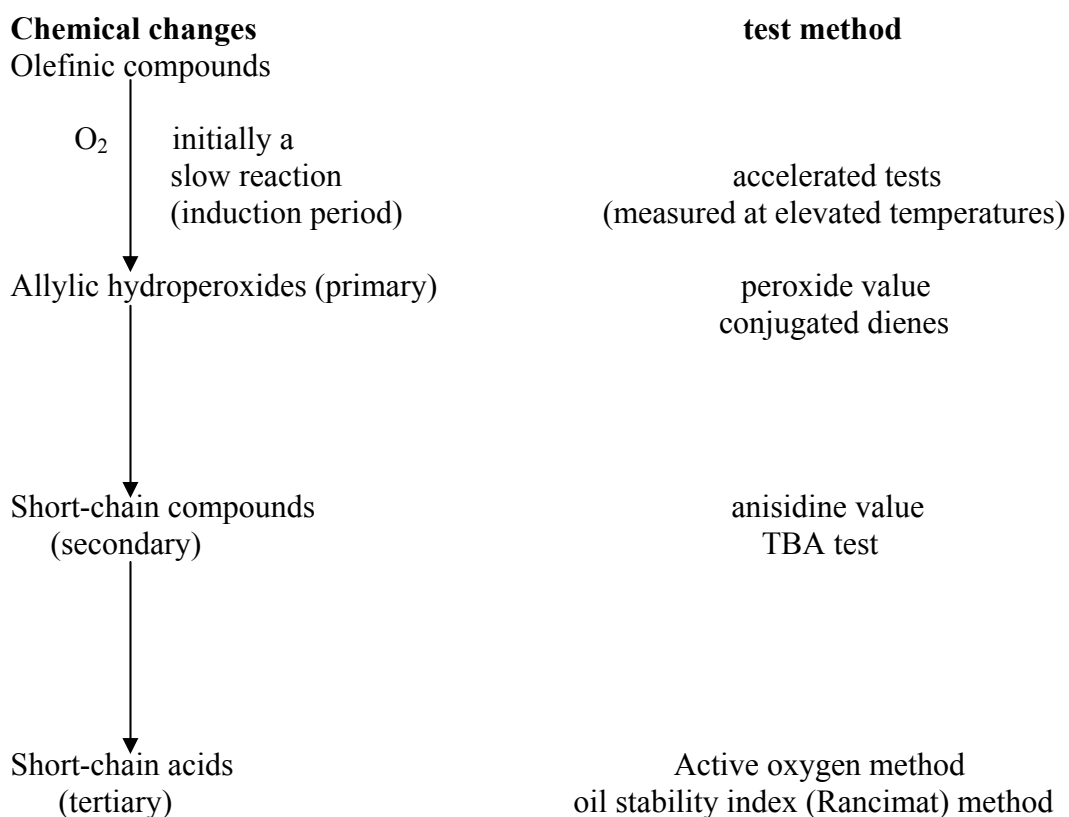 Chemical changes test method
Olefinic compounds
O₂ initially a
slow reaction accelerated tests
(induction period) (measured at elevated temperatures)
Allylic hydroperoxides (primary) peroxide value
conjugated dienes
Short-chain compounds anisidine value
(secondary) TBA test
Short-chain acids Active oxygen method
(tertiary) oil stability index (Rancimat) method